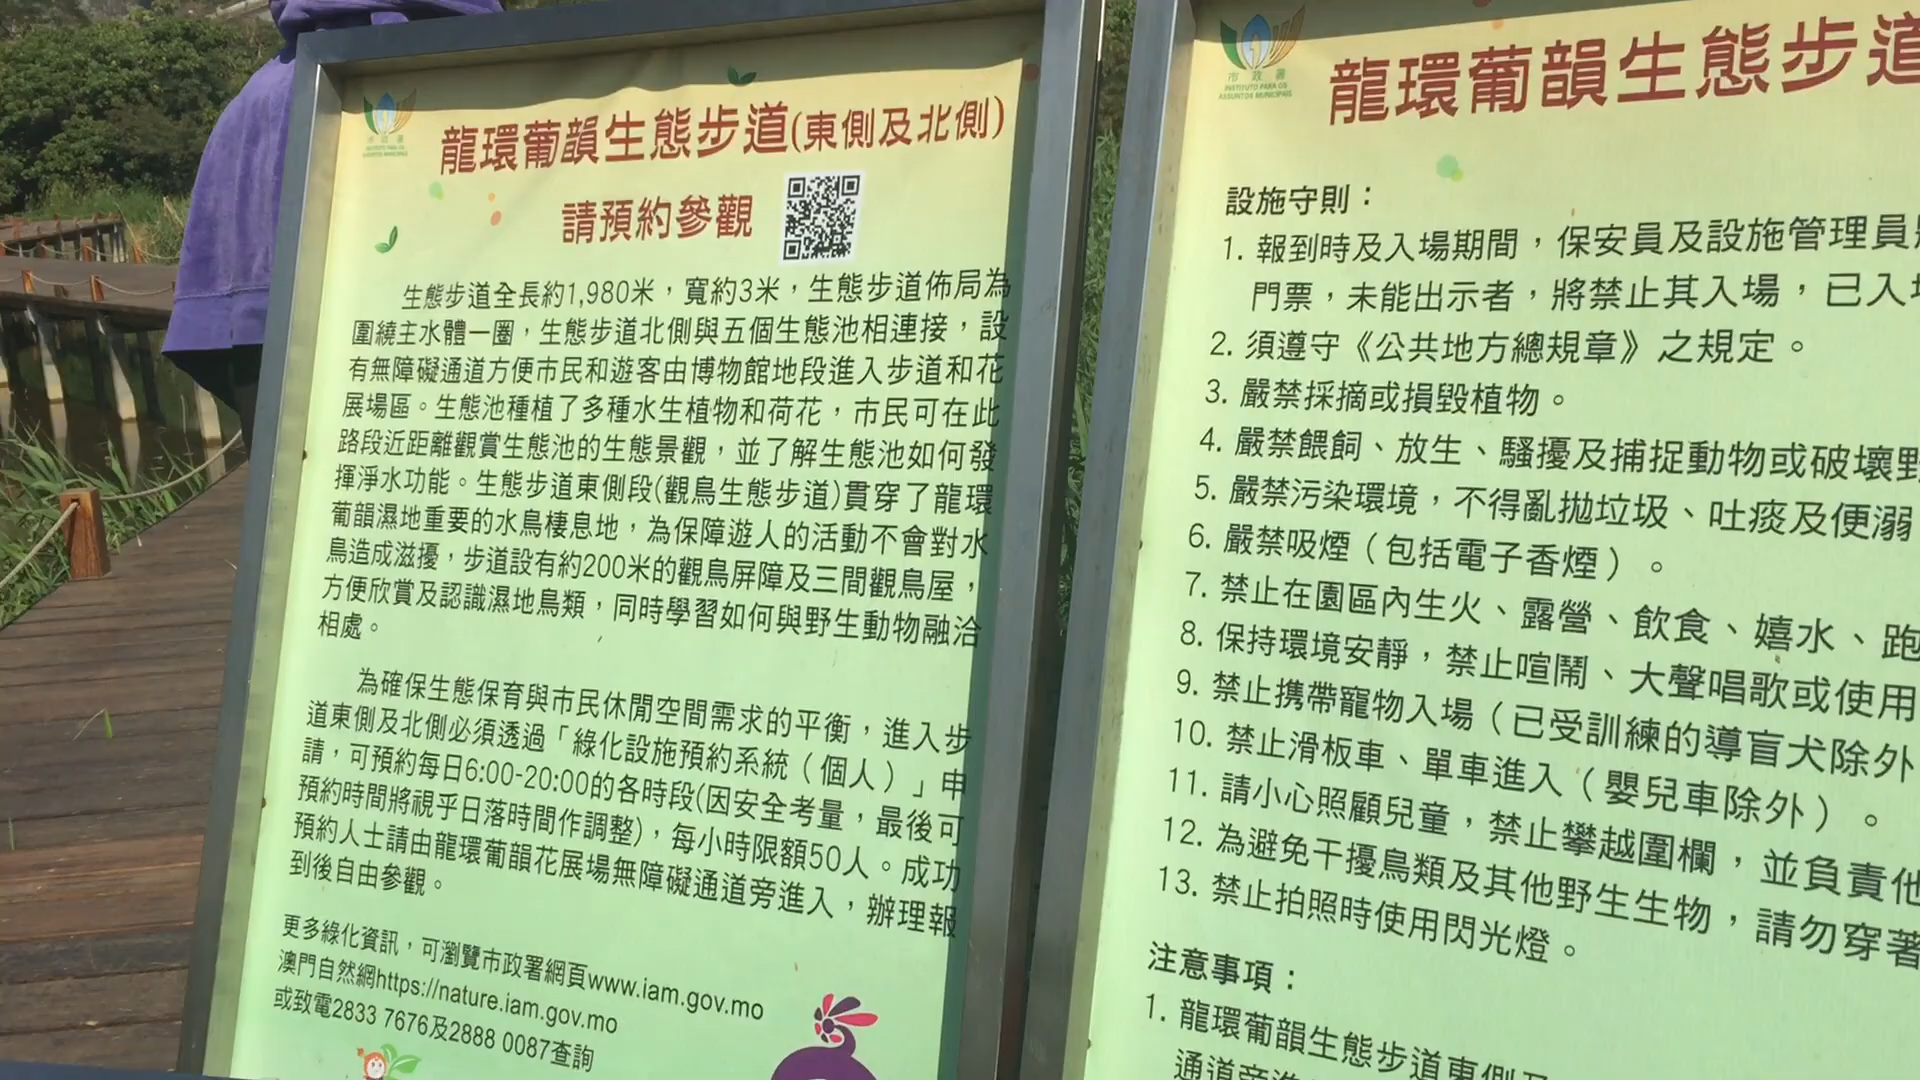 市政署
INSTITUTO PARA OS
ASSUNTOS MUNICIPAIS
龍環葡韻生態步道(東側及北側)
請預約參觀
生態步道全長約1,980米，寬約3米，生態步道佈局為
圍繞主水體一圈，生態步道北側與五個生態池相連接，設
有無障礙通道方便市民和遊客由博物館地段進入步道和花
展場區。生態池種植了多種水生植物和荷花，市民可在此
路段近距離觀賞生態池的生態景觀，並了解生態池如何發
揮淨水功能。生態步道東側段(觀鳥生態步道)貫穿了龍環
葡韻濕地重要的水鳥棲息地，為保障遊人的活動不會對水
鳥造成滋擾，步道設有約200米的觀鳥屏障及三間觀鳥屋，
方便欣賞及認識濕地鳥類，同時學習如何與野生動物融洽
相處。
為確保生態保育與市民休閒空間需求的平衡，進入步
道東側及北側必須透過「綠化設施預約系統（個人）」申
請，可預約每日6:00-20:00的各時段(因安全考量，最後可
預約時間將視乎日落時間作調整)，每小時限額50人。成功
預約人士請由龍環葡韻花展場無障礙通道旁進入，辦理報
到後自由參觀。
更多綠化資訊，可瀏覽市政署網頁www.iam.gov.mo
澳門自然網https://nature.iam.gov.mo
或致電2833 7676及2888 0087查詢
市政署
INSTITUTO PARA OS
ASSUNTOS MUNICIPAIS
龍環葡韻生態步道
設施守則：
1. 報到時及入場期間，保安員及設施管理員
門票，未能出示者，將禁止其入場，已入場
2. 須遵守《公共地方總規章》之規定。
3. 嚴禁採摘或損毀植物。
4. 嚴禁餵飼、放生、騷擾及捕捉動物或破壞野
5. 嚴禁污染環境，不得亂拋垃圾、吐痰及便溺
6. 嚴禁吸煙（包括電子香煙）。
7. 禁止在園區內生火、露營、飲食、嬉水、跑
8. 保持環境安靜，禁止喧鬧、大聲唱歌或使用
9. 禁止携帶寵物入場（已受訓練的導盲犬除外
10. 禁止滑板車、單車進入（嬰兒車除外）。
11. 請小心照顧兒童，禁止攀越圍欄，並負責他
12. 為避免干擾鳥類及其他野生生物，請勿穿著
13. 禁止拍照時使用閃光燈。
注意事項：
1. 龍環葡韻生態步道東側及
通道旁進